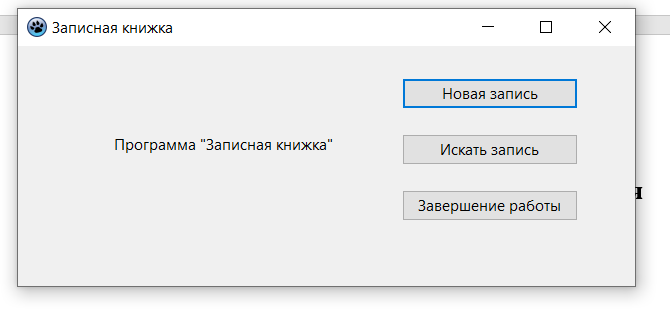 Записная книжка
Новая запись
Программа "Записная книжка"
Искать запись
Завершение работы